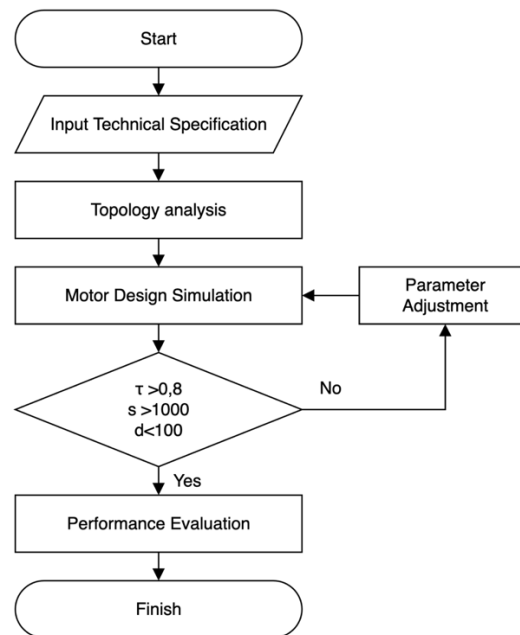 Start
Input Technical Specification
Topology analysis
Motor Design Simulation
Parameter
Adjustment
τ >0,8
s >1000
d<100
No
Yes
Performance Evaluation
Finish